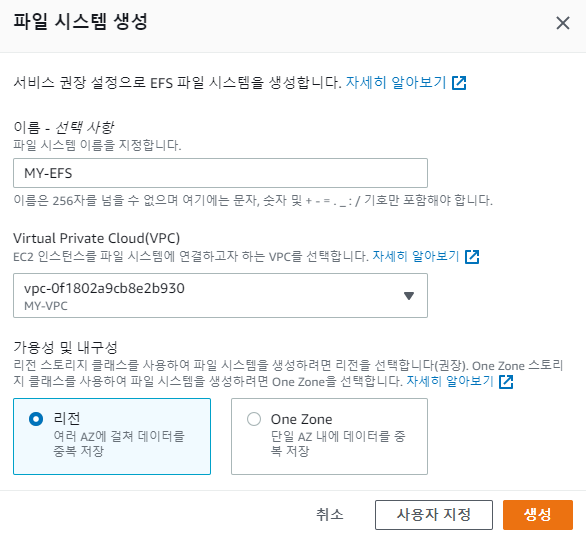 파일 시스템 생성
서비스 권장 설정으로 EFS 파일 시스템을 생성합니다. 자세히 알아보기
이름 - 선택 사항
파일 시스템 이름을 지정합니다.
MY-EFS
이름은 256자를 넘을 수 없으며 여기에는 문자, 숫자 및 + - = . _ : / 기호만 포함해야 합니다.
Virtual Private Cloud(VPC)
EC2 인스턴스를 파일 시스템에 연결하고자 하는 VPC를 선택합니다. 자세히 알아보기
vpc-0f1802a9cb8e2b930
MY-VPC
가용성 및 내구성
리전 스토리지 클래스를 사용하여 파일 시스템을 생성하려면 리전을 선택합니다(권장). One Zone 스토리
지 클래스를 사용하여 파일 시스템을 생성하려면 One Zone을 선택합니다. 자세히 알아보기
리전
여러 AZ에 걸쳐 데이터를
중복 저장
One Zone
단일 AZ 내에 데이터를 중
복 저장
취소
사용자 지정
생성